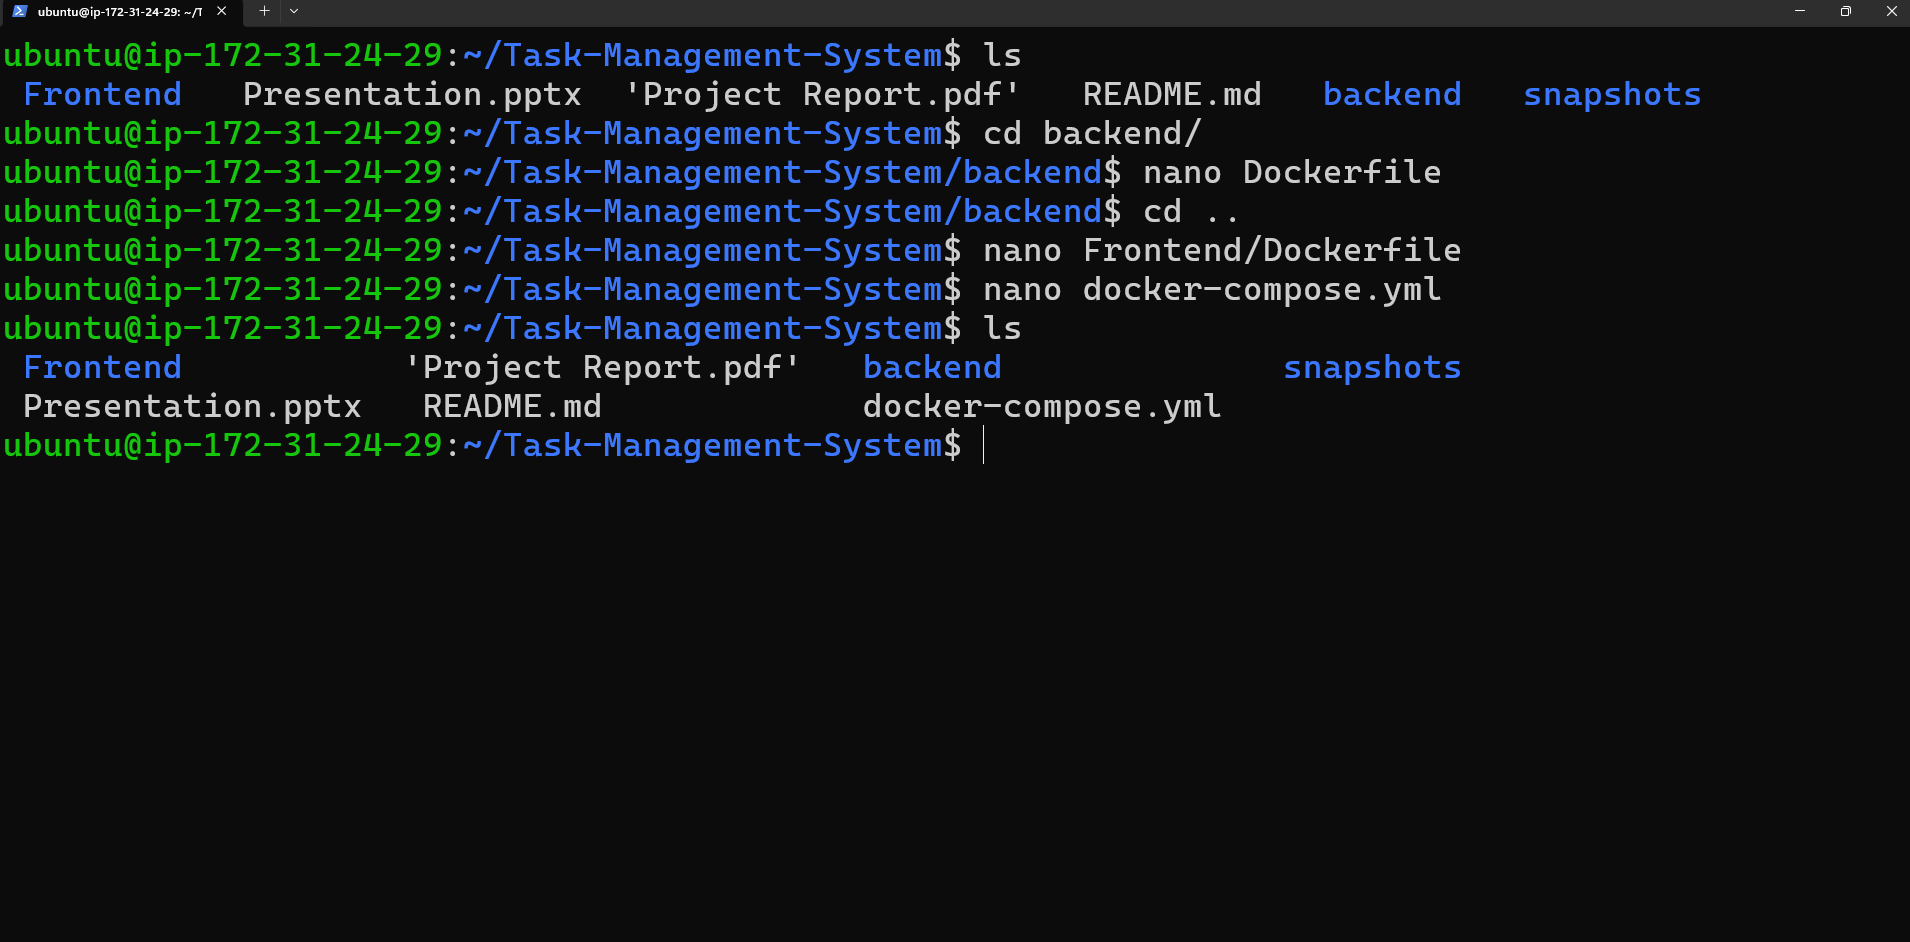 ubuntu@ip-172-31-24-29: ~/T
ubuntu@ip-172-31-24-29:~/Task-Management-System$ ls
Frontend Presentation.pptx 'Project Report.pdf' README.md backend snapshots
ubuntu@ip-172-31-24-29:~/Task-Management-System$ cd backend/
ubuntu@ip-172-31-24-29:~/Task-Management-System/backend$ nano Dockerfile
ubuntu@ip-172-31-24-29:~/Task-Management-System/backend$ cd ..
ubuntu@ip-172-31-24-29:~/Task-Management-System$ nano Frontend/Dockerfile
ubuntu@ip-172-31-24-29:~/Task-Management-System$ nano docker-compose.yml
ubuntu@ip-172-31-24-29:~/Task-Management-System$ ls
Frontend 'Project Report.pdf' backend snapshots
Presentation.pptx README.md docker-compose.yml
ubuntu@ip-172-31-24-29:~/Task-Management-System$